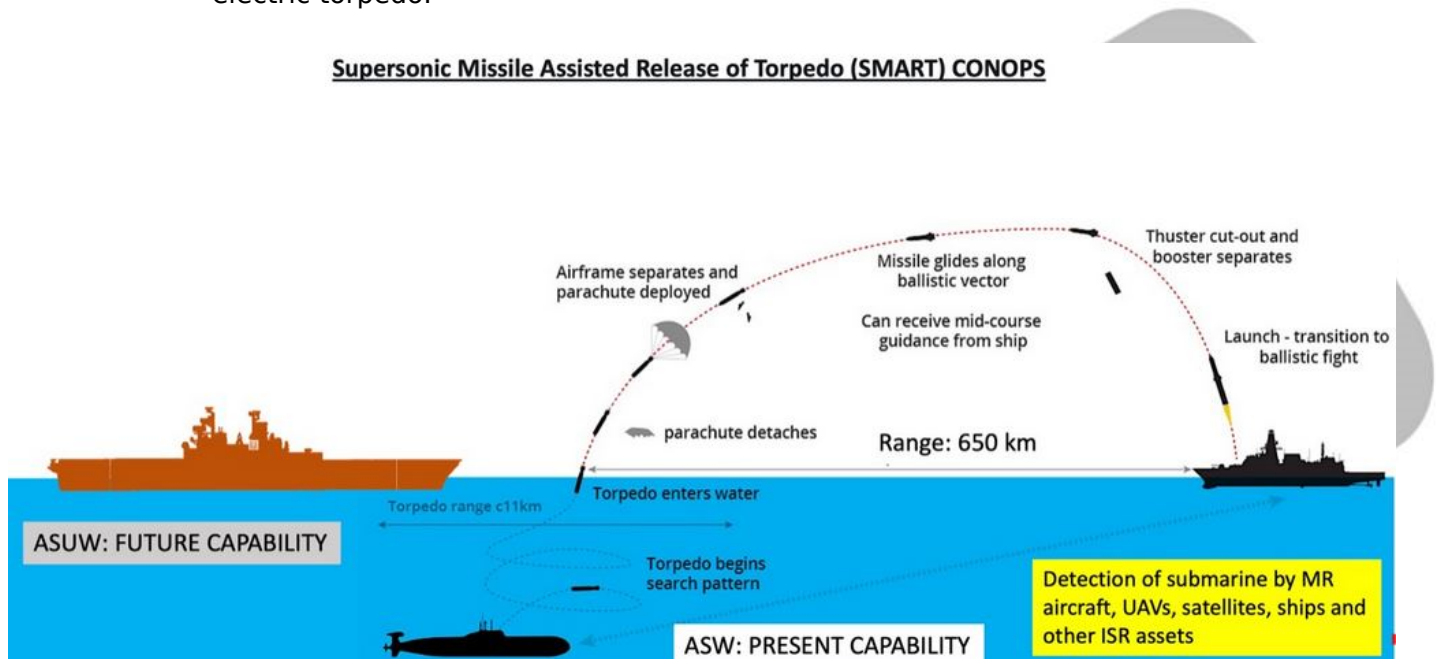 electric torpedo.
Supersonic Missile Assisted Release of Torpedo (SMART) CONOPS
Thuster cut-out and
booster separates
Missile glides along
ballistic vector
Airframe separates and
parachute deployed
Can receive mid-course
guidance from ship
Launch - transition to
ballistic fight
parachute detaches
Range: 650 km
Torpedo enters water
Torpedo range c11km
ASUW: FUTURE CAPABILITY
Torpedo begins
search pattern
Detection of submarine by MR
aircraft, UAVs, satellites, ships and
other ISR assets
ASW: PRESENT CAPABILITY